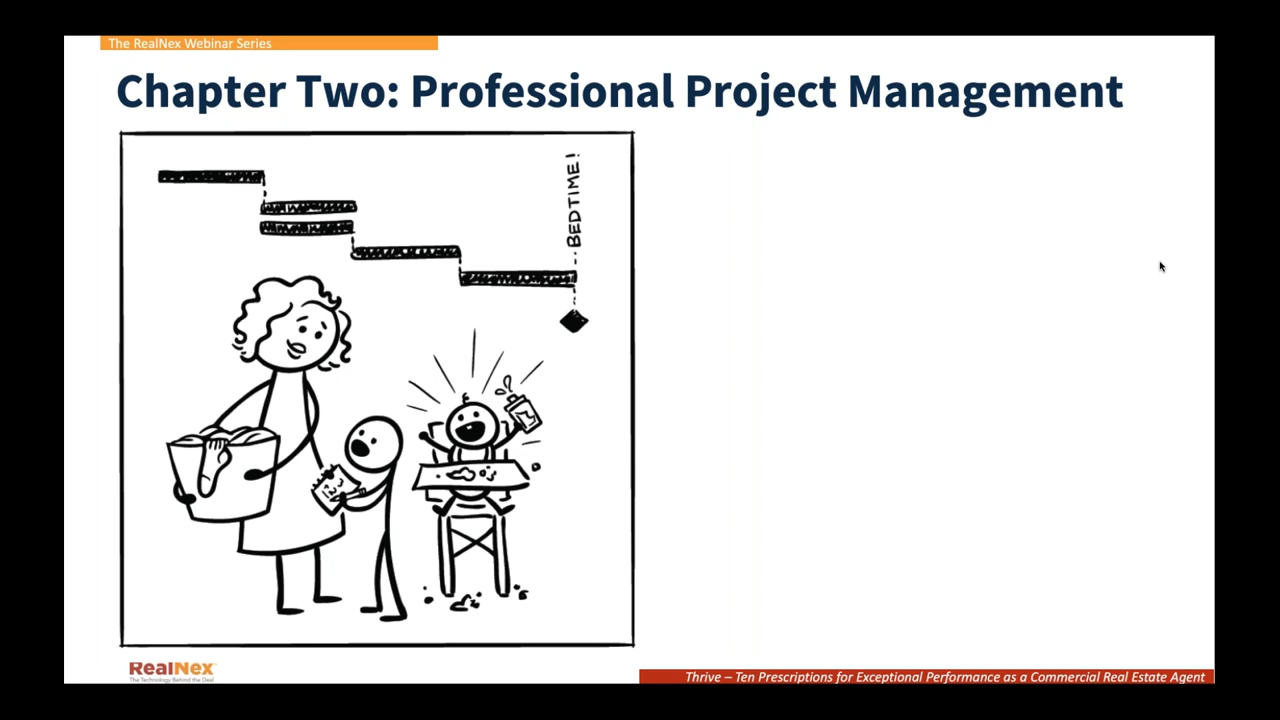 The RealNex Webinar Series
Chapter Two: Professional Project Management
BEDTIME!
123
RealNex
The Technology Behind the Deal
Thrive – Ten Prescriptions for Exceptional Performance as a Commercial Real Estate Agent